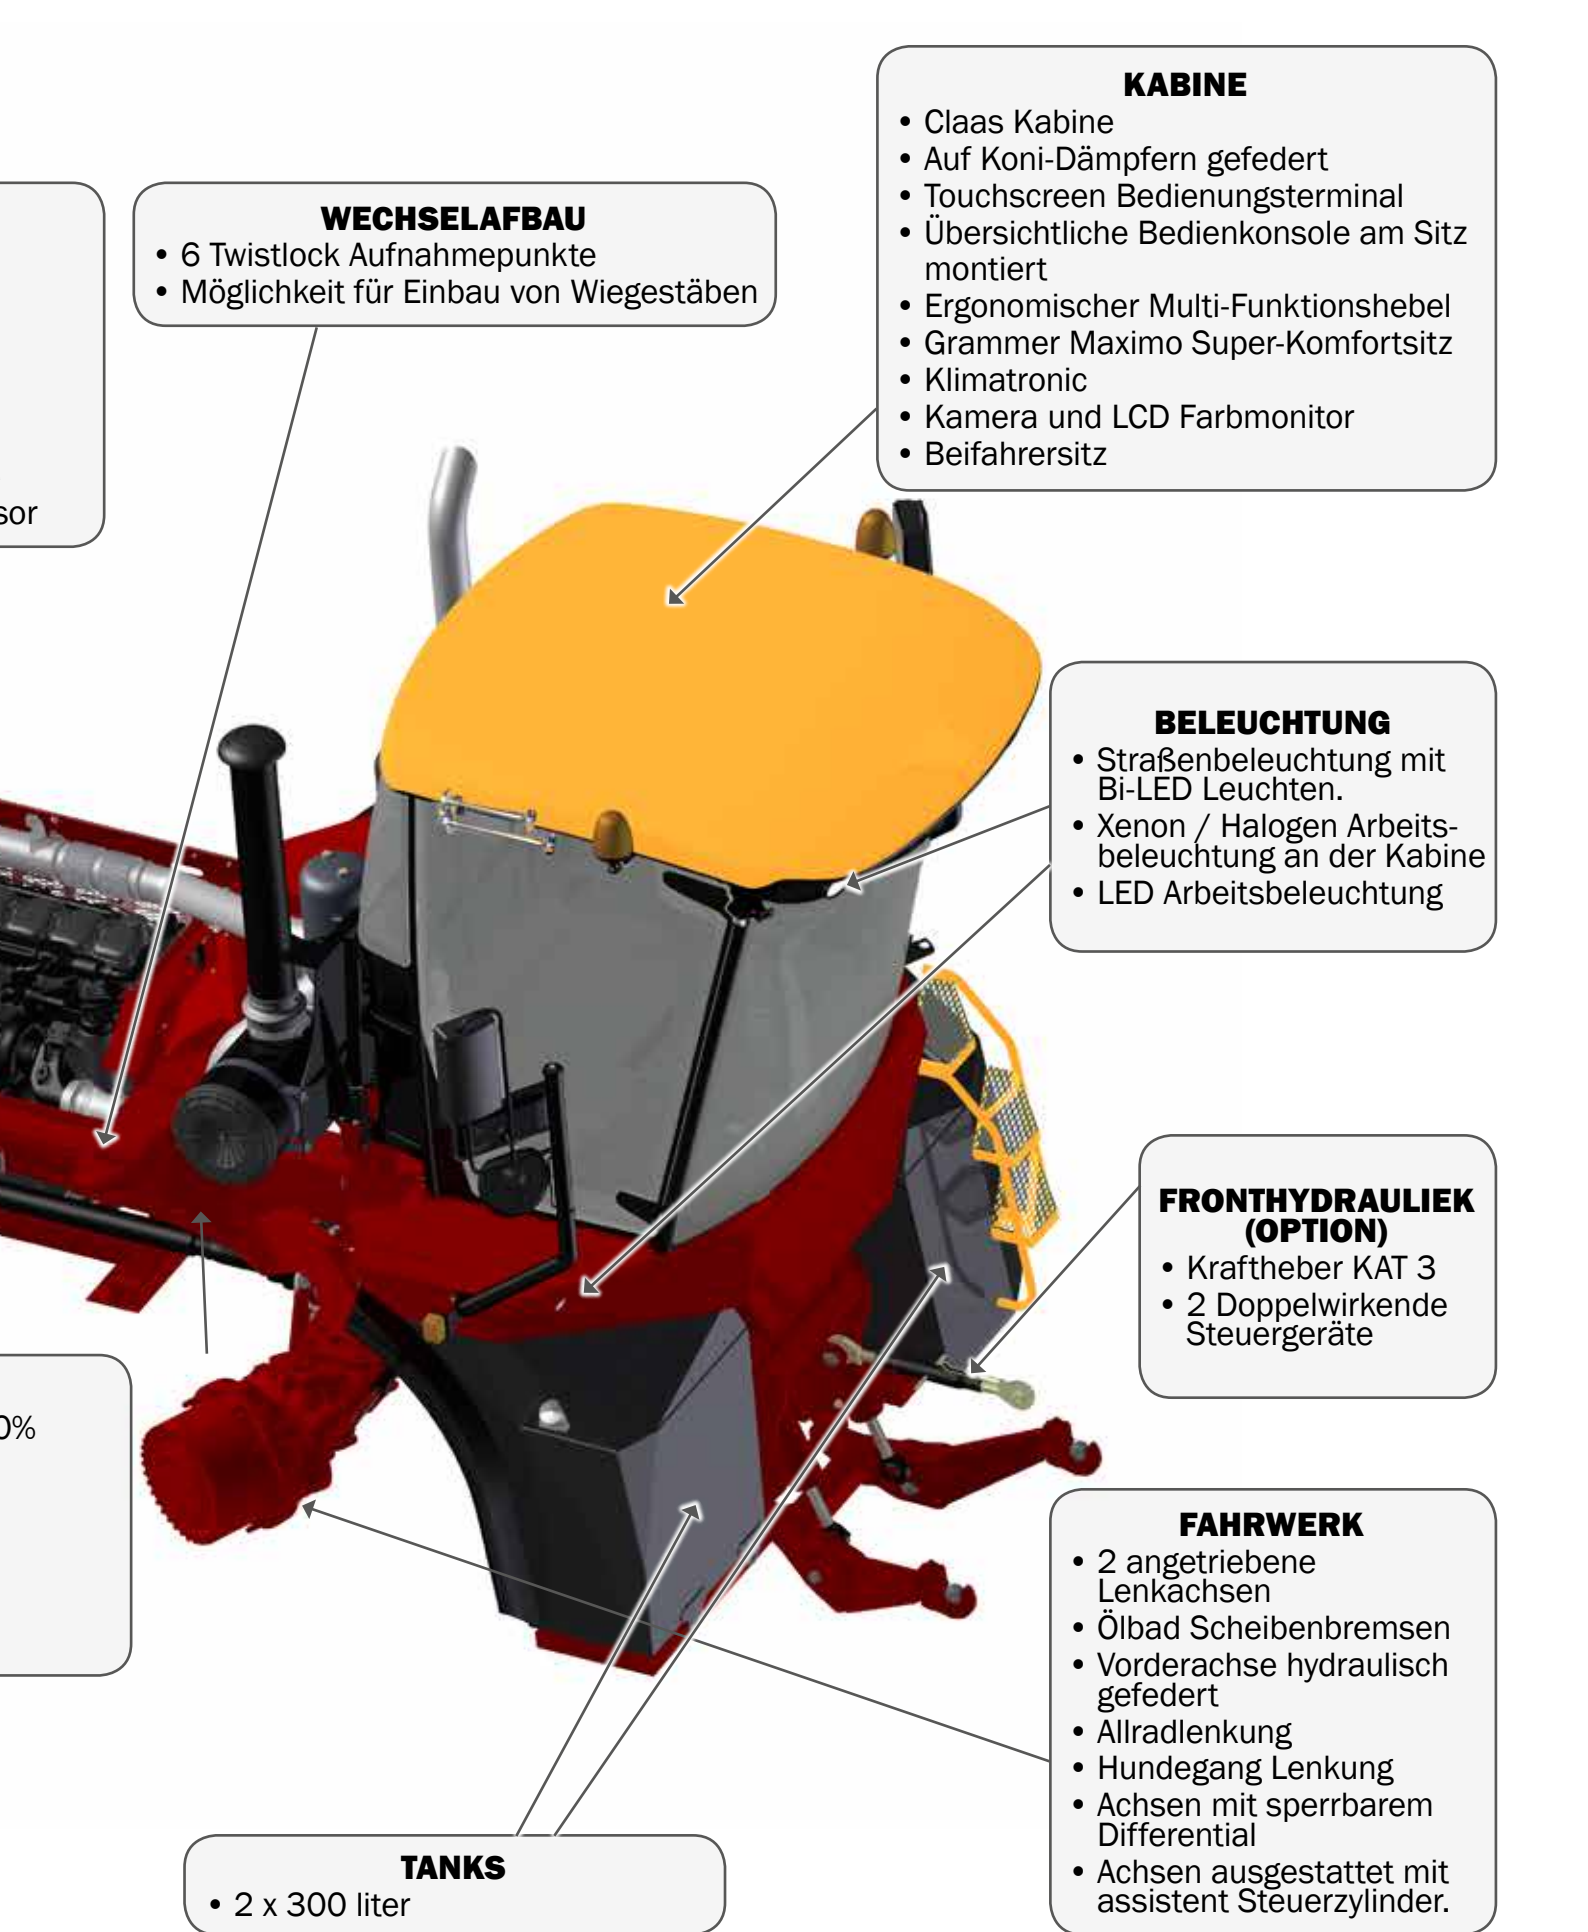 KABINE
• Claas Kabine
• Auf Koni-Dämpfern gefedert
• Touchscreen Bedienungsterminal
• Übersichtliche Bedienkonsole am Sitz
montiert
• Ergonomischer Multi-Funktionshebel
• Grammer Maximo Super-Komfortsitz
• Klimatronic
• Kamera und LCD Farbmonitor
• Beifahrersitz
WECHSELAFBAU
• 6 Twistlock Aufnahmepunkte
• Möglichkeit für Einbau von Wiegestäben
sor
BELEUCHTUNG
• Straßenbeleuchtung mit
Bi-LED Leuchten.
• Xenon / Halogen Arbeits-
beleuchtung an der Kabine
• LED Arbeitsbeleuchtung
FRONTHYDRAULIEK
(OPTION)
• Kraftheber KAT 3
• 2 Doppelwirkende
Steuergeräte
0%
FAHRWERK
• 2 angetriebene
Lenkachsen
• Ölbad Scheibenbremsen
• Vorderachse hydraulisch
gefedert
• Allradlenkung
• Hundegang Lenkung
• Achsen mit sperrbarem
Differential
• Achsen ausgestattet mit
assistent Steuerzylinder.
TANKS
• 2 x 300 liter